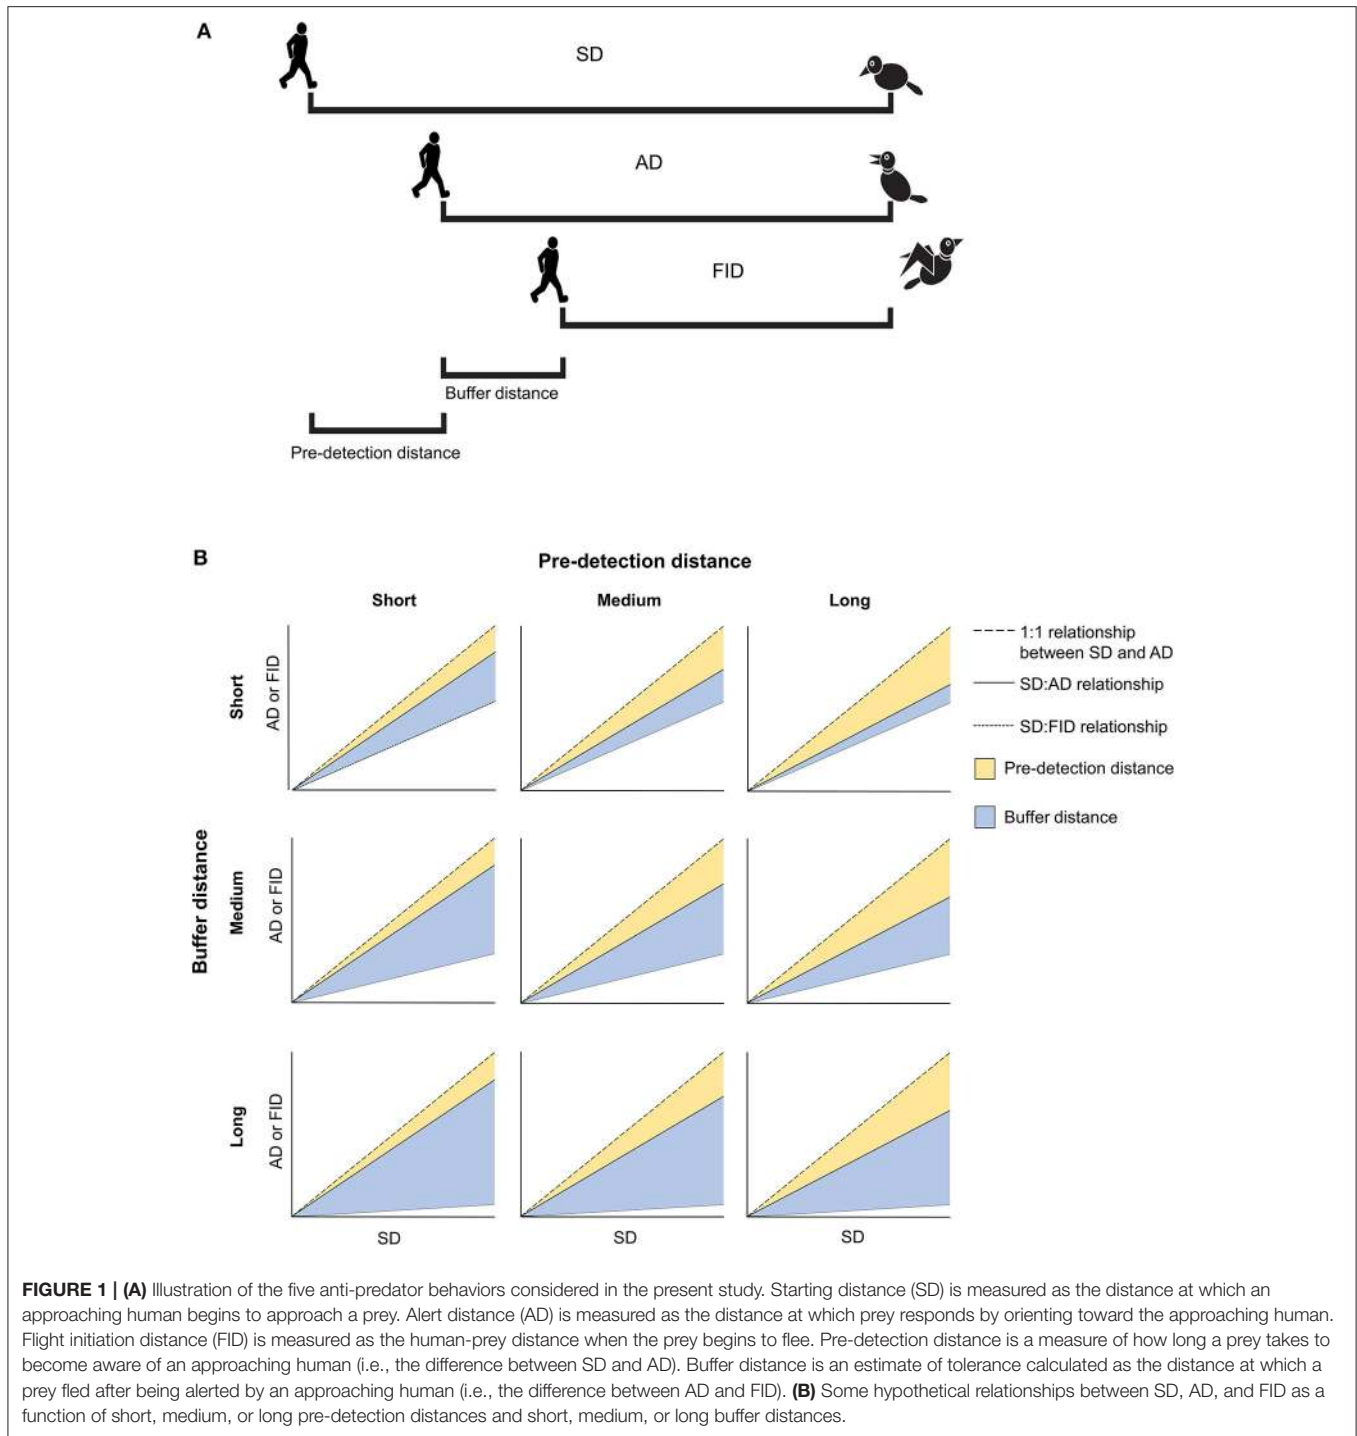 A
SD
AD
FID
Buffer distance
Pre-detection distance
B
Pre-detection distance
Short
Medium
Long
Buffer distance
Short
AD or FID
Medium
AD or FID
Long
AD or FID
SD
SD
SD
1:1 relationship
between SD and AD
SD:AD relationship
SD:FID relationship
Pre-detection distance
Buffer distance
FIGURE 1 | (A) Illustration of the five anti-predator behaviors considered in the present study. Starting distance (SD) is measured as the distance at which an
approaching human begins to approach a prey. Alert distance (AD) is measured as the distance at which prey responds by orienting toward the approaching human.
Flight initiation distance (FID) is measured as the human-prey distance when the prey begins to flee. Pre-detection distance is a measure of how long a prey takes to
become aware of an approaching human (i.e., the difference between SD and AD). Buffer distance is an estimate of tolerance calculated as the distance at which a
prey fled after being alerted by an approaching human (i.e., the difference between AD and FID). (B) Some hypothetical relationships between SD, AD, and FID as a
function of short, medium, or long pre-detection distances and short, medium, or long buffer distances.